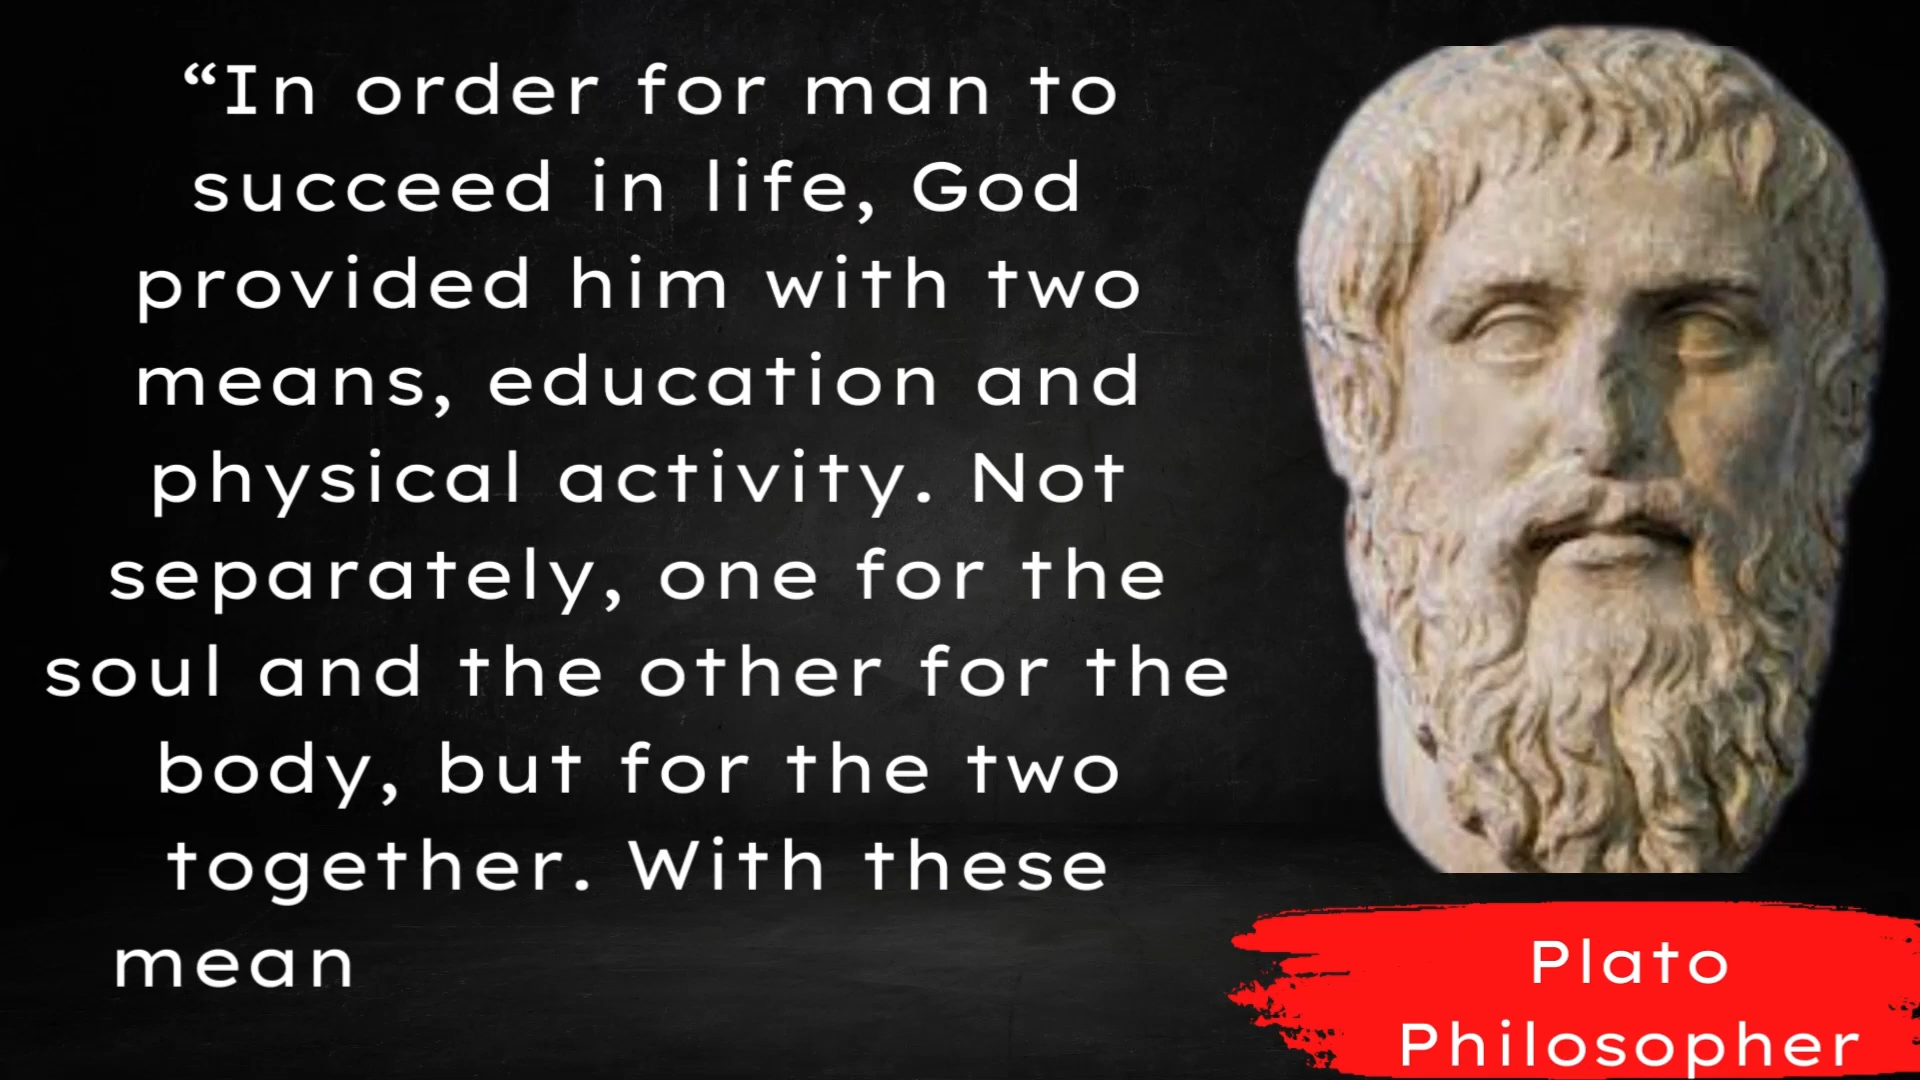 “In order for man to
succeed in life, God
provided him with two
means, education and
physical activity. Not
separately, one for the
soul and the other for the
body, but for the two
together. With these
mean
Plato
Philosopher